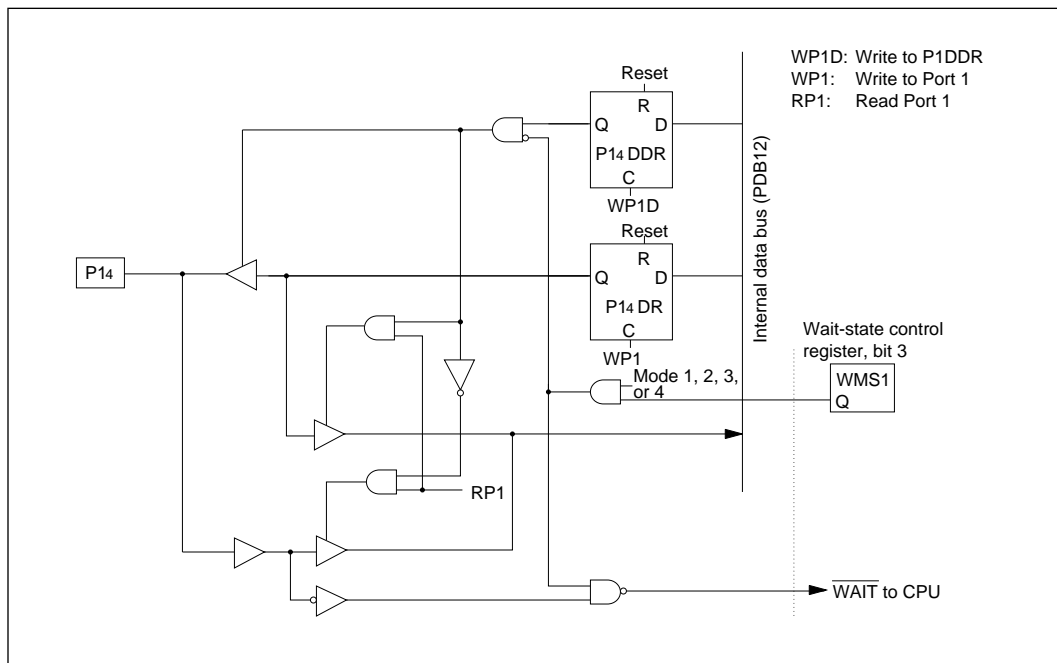 WP1D: Write to P1DDR
WP1: Write to Port 1
RP1: Read Port 1
Reset
R
Q D
P14 DDR
C
WP1D
Internal data bus (PDB12)
Reset
R
P14
Q D
P14 DR
C
WP1
Wait-state control
register, bit 3
Mode 1, 2, 3,
or 4
WMS1
Q
RP1
WAIT to CPU